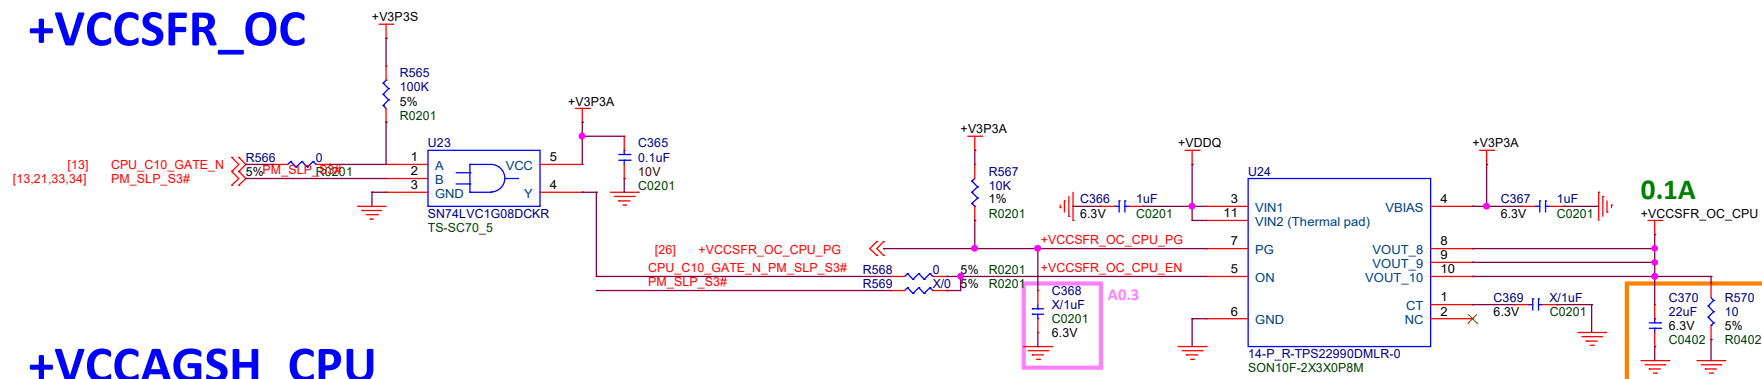 +VCCSFR_OC
+V3P3S
R565
100K
5%
R0201
+V3P3A
[13] CPU_C10_GATE_N
[13,21,33,34] PM_SLP_S3#
R566 0
5% R0201
PM_SLP_S3#
U23
1 A
2 B
3 GND
VCC 5
Y 4
SN74LVC1G08DCKR
TS-SC70_5
C365
0.1uF
10V
C0201
+V3P3A
R567
10K
1%
R0201
[26] +VCCSFR_OC_CPU_PG
+VCCSFR_OC_CPU_PG
CPU_C10_GATE_N_PM_SLP_S3#
R568 0 5% R0201
+VCCSFR_OC_CPU_EN
PM_SLP_S3#
R569 X/0 5% R0201
C368
X/1uF
C0201
6.3V
A0.3
+VDDQ
C366 1uF
6.3V C0201
U24
3 VIN1
11 VIN2 (Thermal pad)
7 PG
5 ON
6 GND
VBIAS 4
VOUT_8 8
VOUT_9 9
VOUT_10 10
CT 1
NC 2
14-P_R-TPS22990DMLR-0
SON10F-2X3X0P8M
+V3P3A
C367 1uF
6.3V C0201
0.1A
+VCCSFR_OC_CPU
C369 X/1uF
6.3V C0201
C370
22uF
6.3V
C0402
R570
10
5%
R0402
+VCCAGSH_CPU